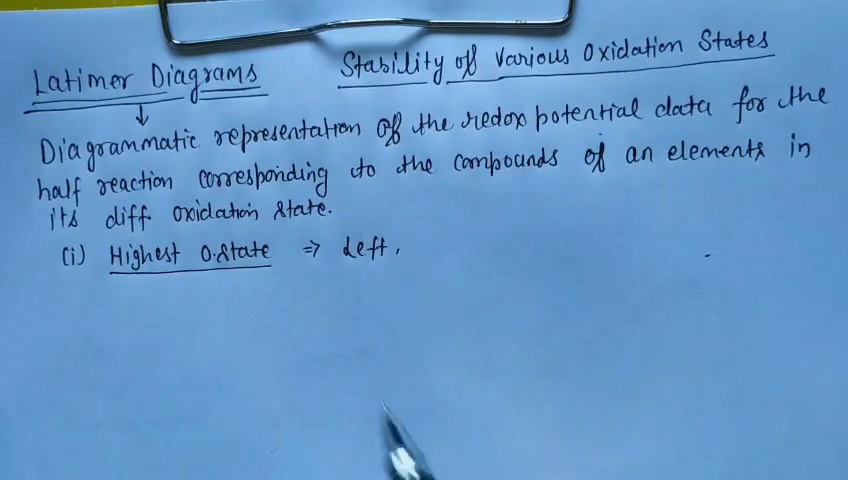 Latimer Diagrams Stability of Various Oxidation States
↓
Diagrammatic representation of the redox potential data for the
half reaction corresponding to the compounds of an elements in
its diff oxidation state.
(i) Highest O.state ⇒ Left,